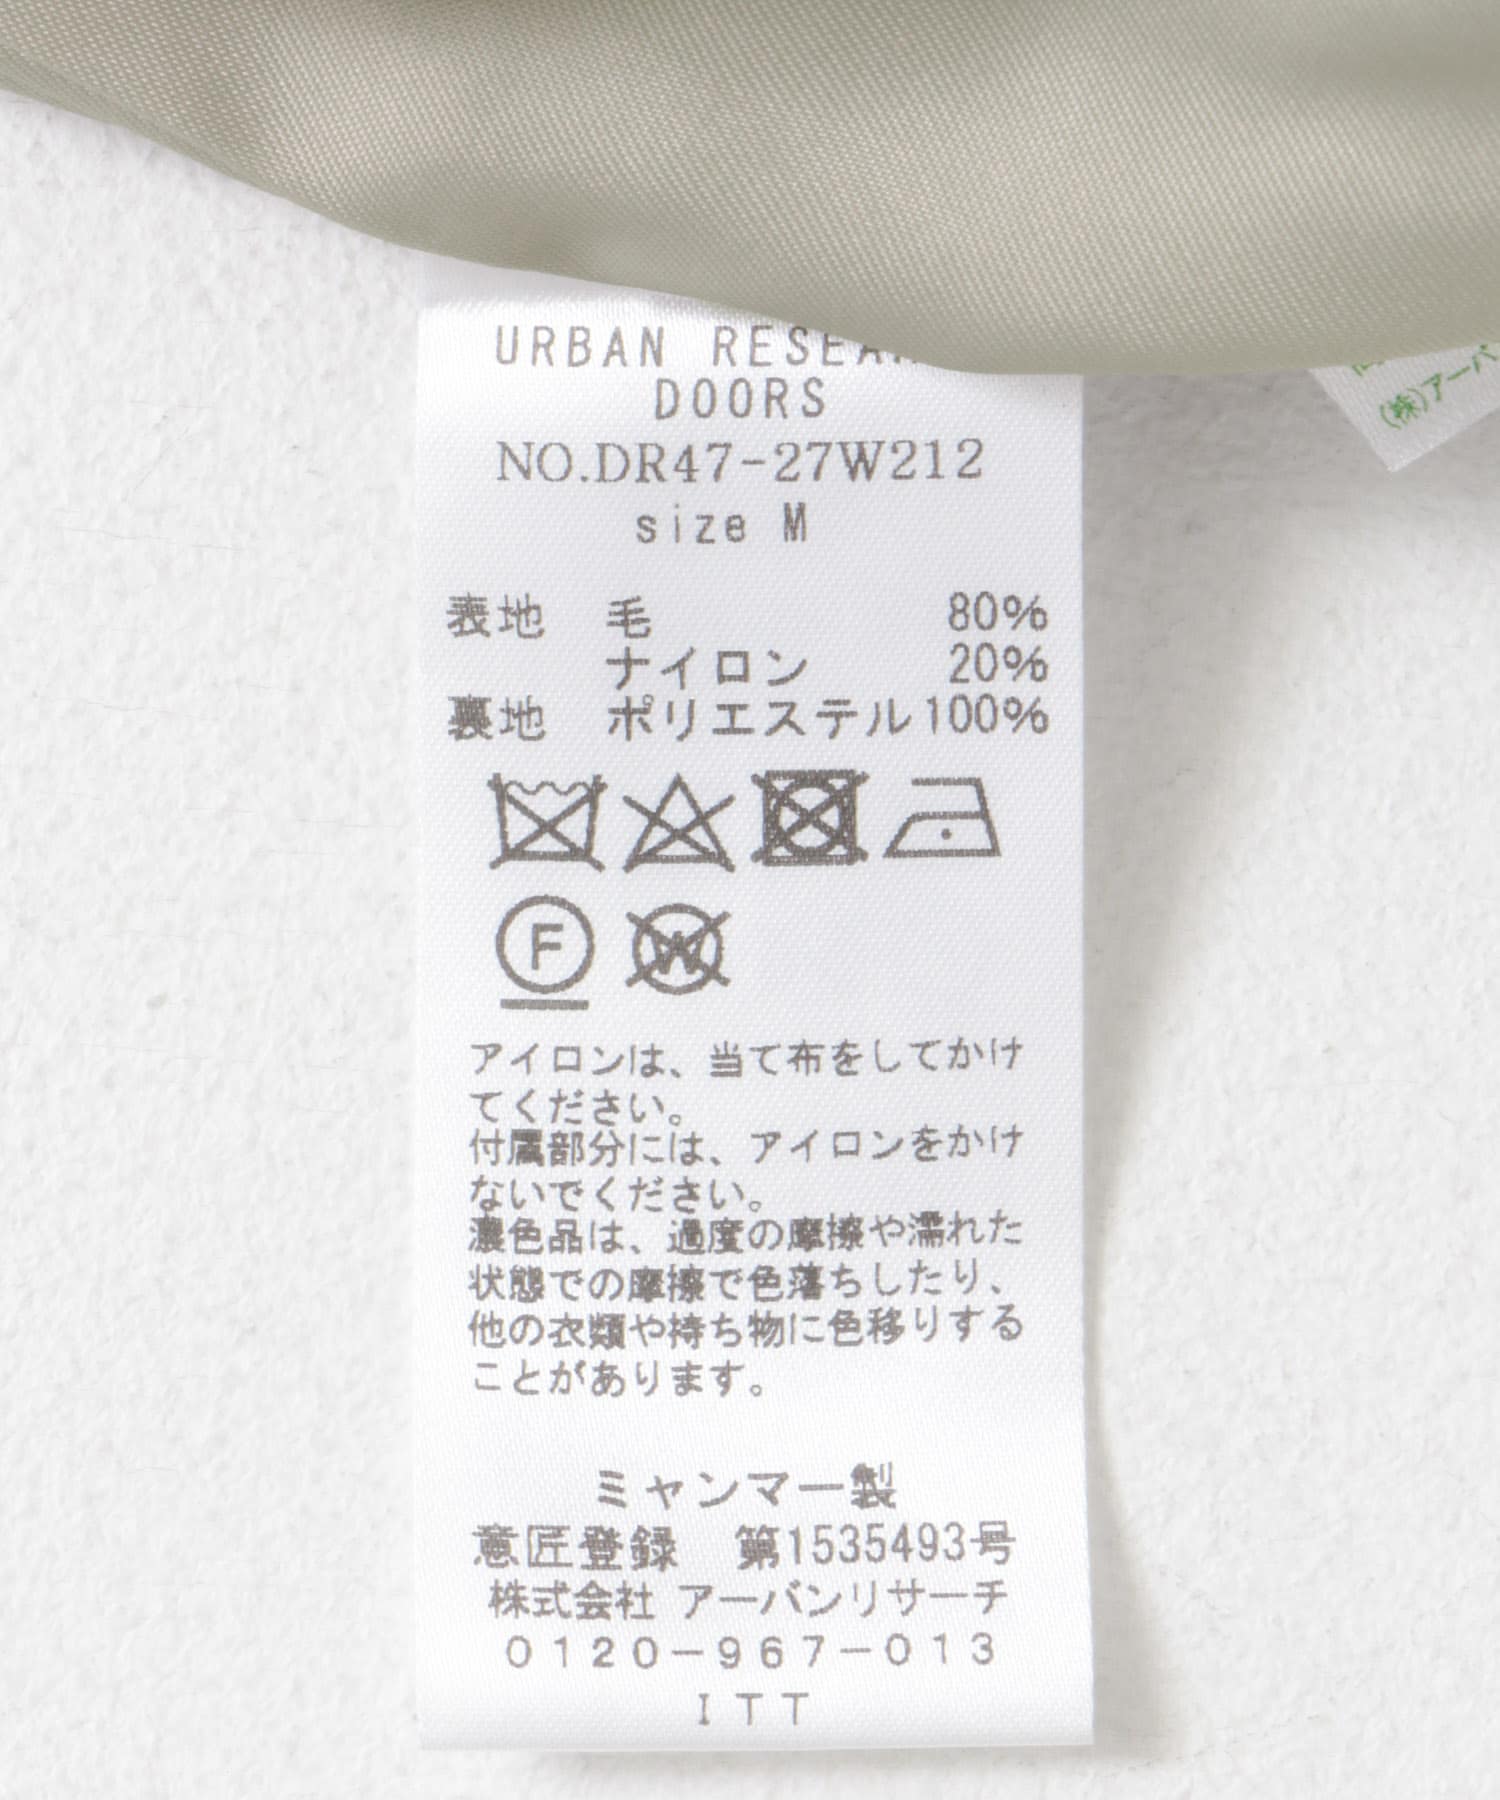 URBAN
DOORS
NO.DR47-27W212
size M
表地 毛 80%
ナイロン 20%
裏地 ポリエステル100%
F
W
アイロンは、当て布をしてかけ
てください。
付属部分には、アイロンをかけ
ないでください。
濃色品は、過度の摩擦や濡れた
状態での摩擦で色落ちしたり、
他の衣類や持ち物に色移りする
ことがあります。
ミャンマー製
意匠登録 第1535493号
株式会社 アーバンリサーチ
0120-967-013
ITT
(株)アーバ